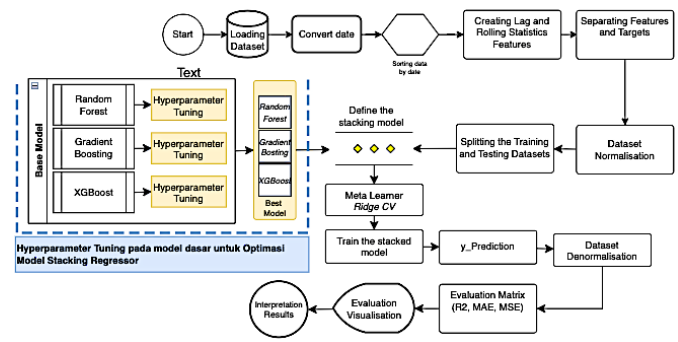 Start
Loading
Dataset
Convert date
Sorting data
by date
Creating Lag and
Rolling Statistics
Features
Separating Features
and Targets
Text
Base Model
Random
Forest
Hyperparameter
Tuning
Gradient
Boosting
Hyperparameter
Tuning
XGBoost
Hyperparameter
Tuning
Random
Forest
Gradient
Bosting
XGBoost
Best
Model
Define the
stacking model
Splitting the Training
and Testing Datasets
Dataset
Normalisation
Meta Learner
Ridge CV
Hyperparameter Tuning pada model dasar untuk Optimasi
Model Stacking Regressor
Train the stacked
model
y_Prediction
Dataset
Denormalisation
Interpretation
Results
Evaluation
Visualisation
Evaluation Matrix
(R2, MAE, MSE)